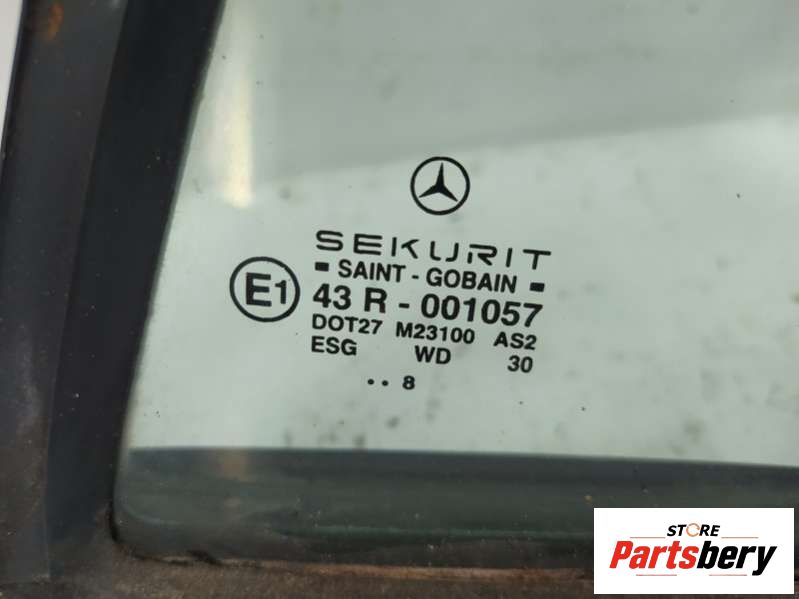 SEKURIT
SAINT - GOBAIN
E1
43 R - 001057
DOT27 M23100 AS2
ESG WD 30
.. 8
STORE
Partsbery